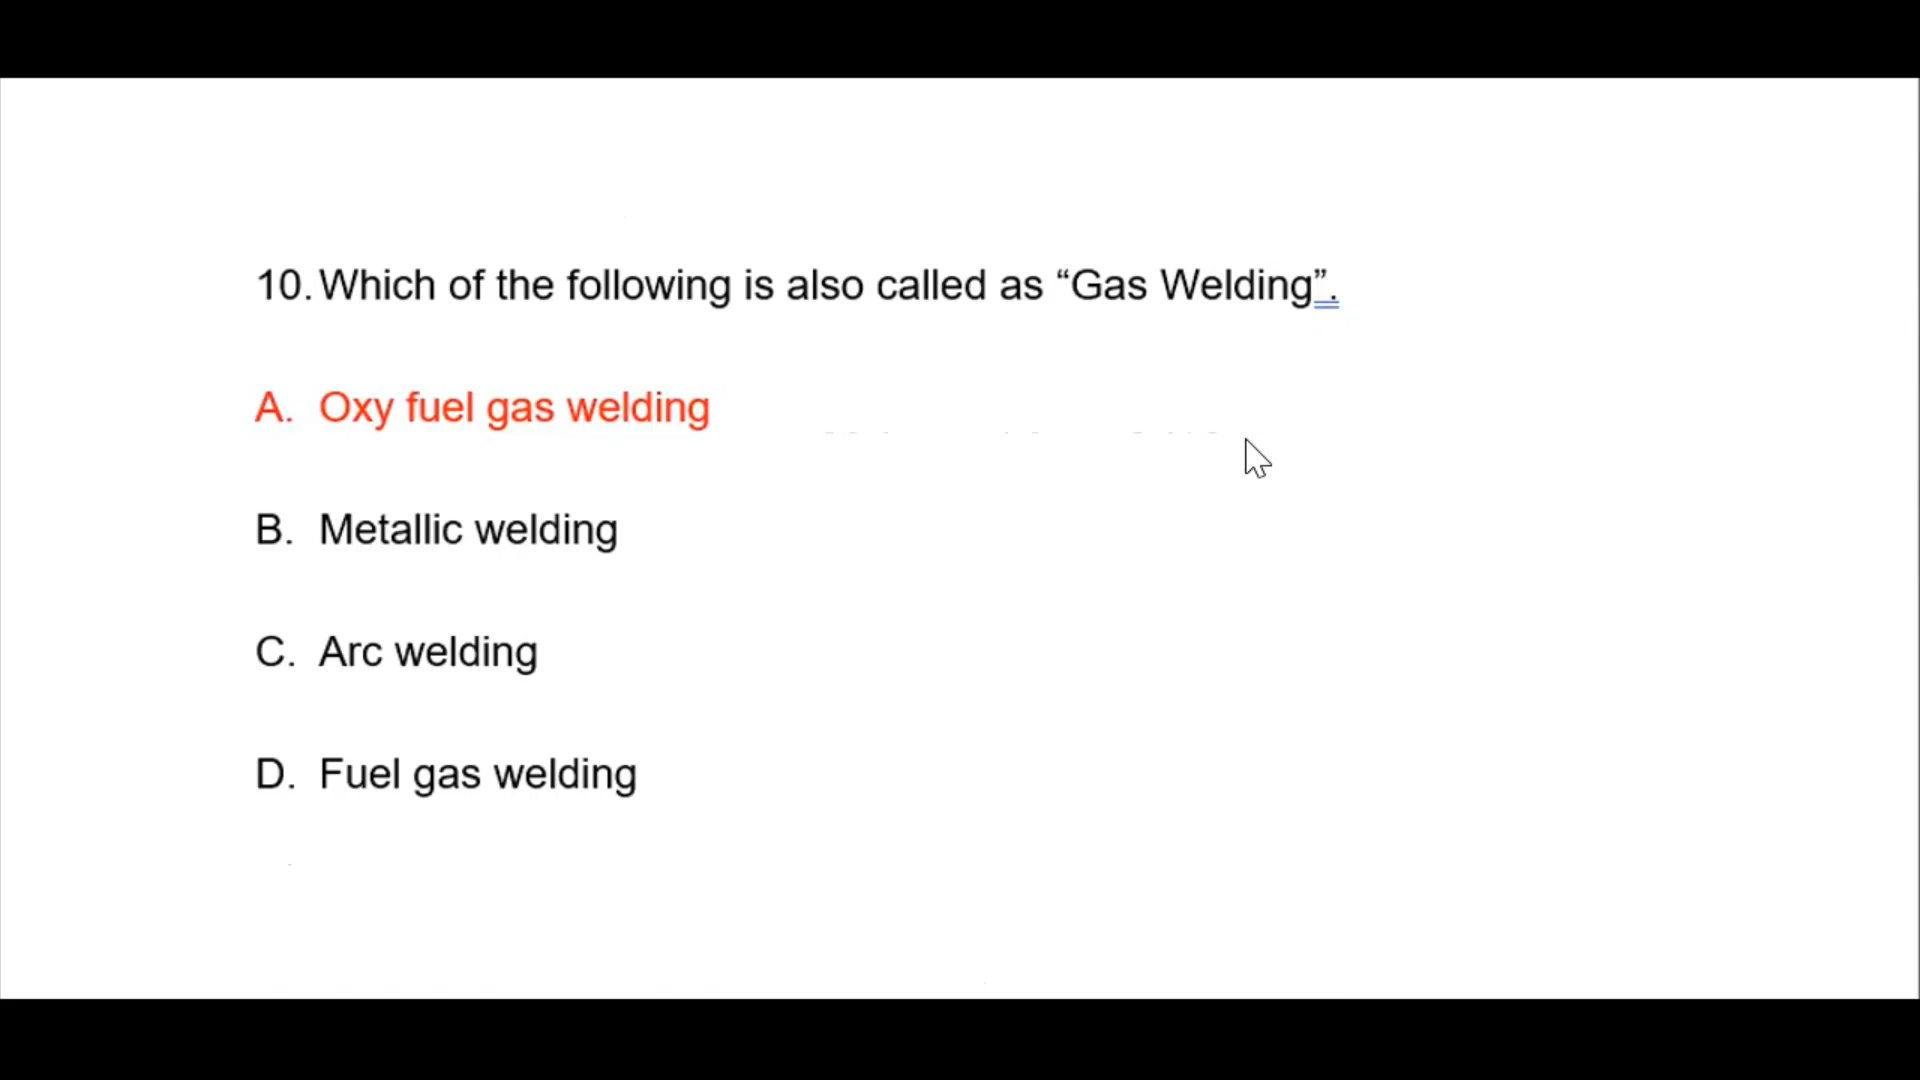 10. Which of the following is also called as “Gas Welding”.
A. Oxy fuel gas welding
B. Metallic welding
C. Arc welding
D. Fuel gas welding